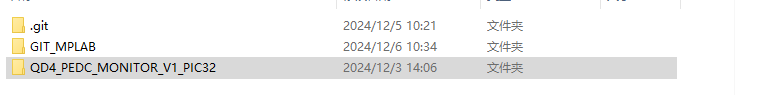 .git 2024/12/5 10:21 文件夹
GIT_MPLAB 2024/12/6 10:34 文件夹
QD4_PEDC_MONITOR_V1_PIC32 2024/12/3 14:06 文件夹